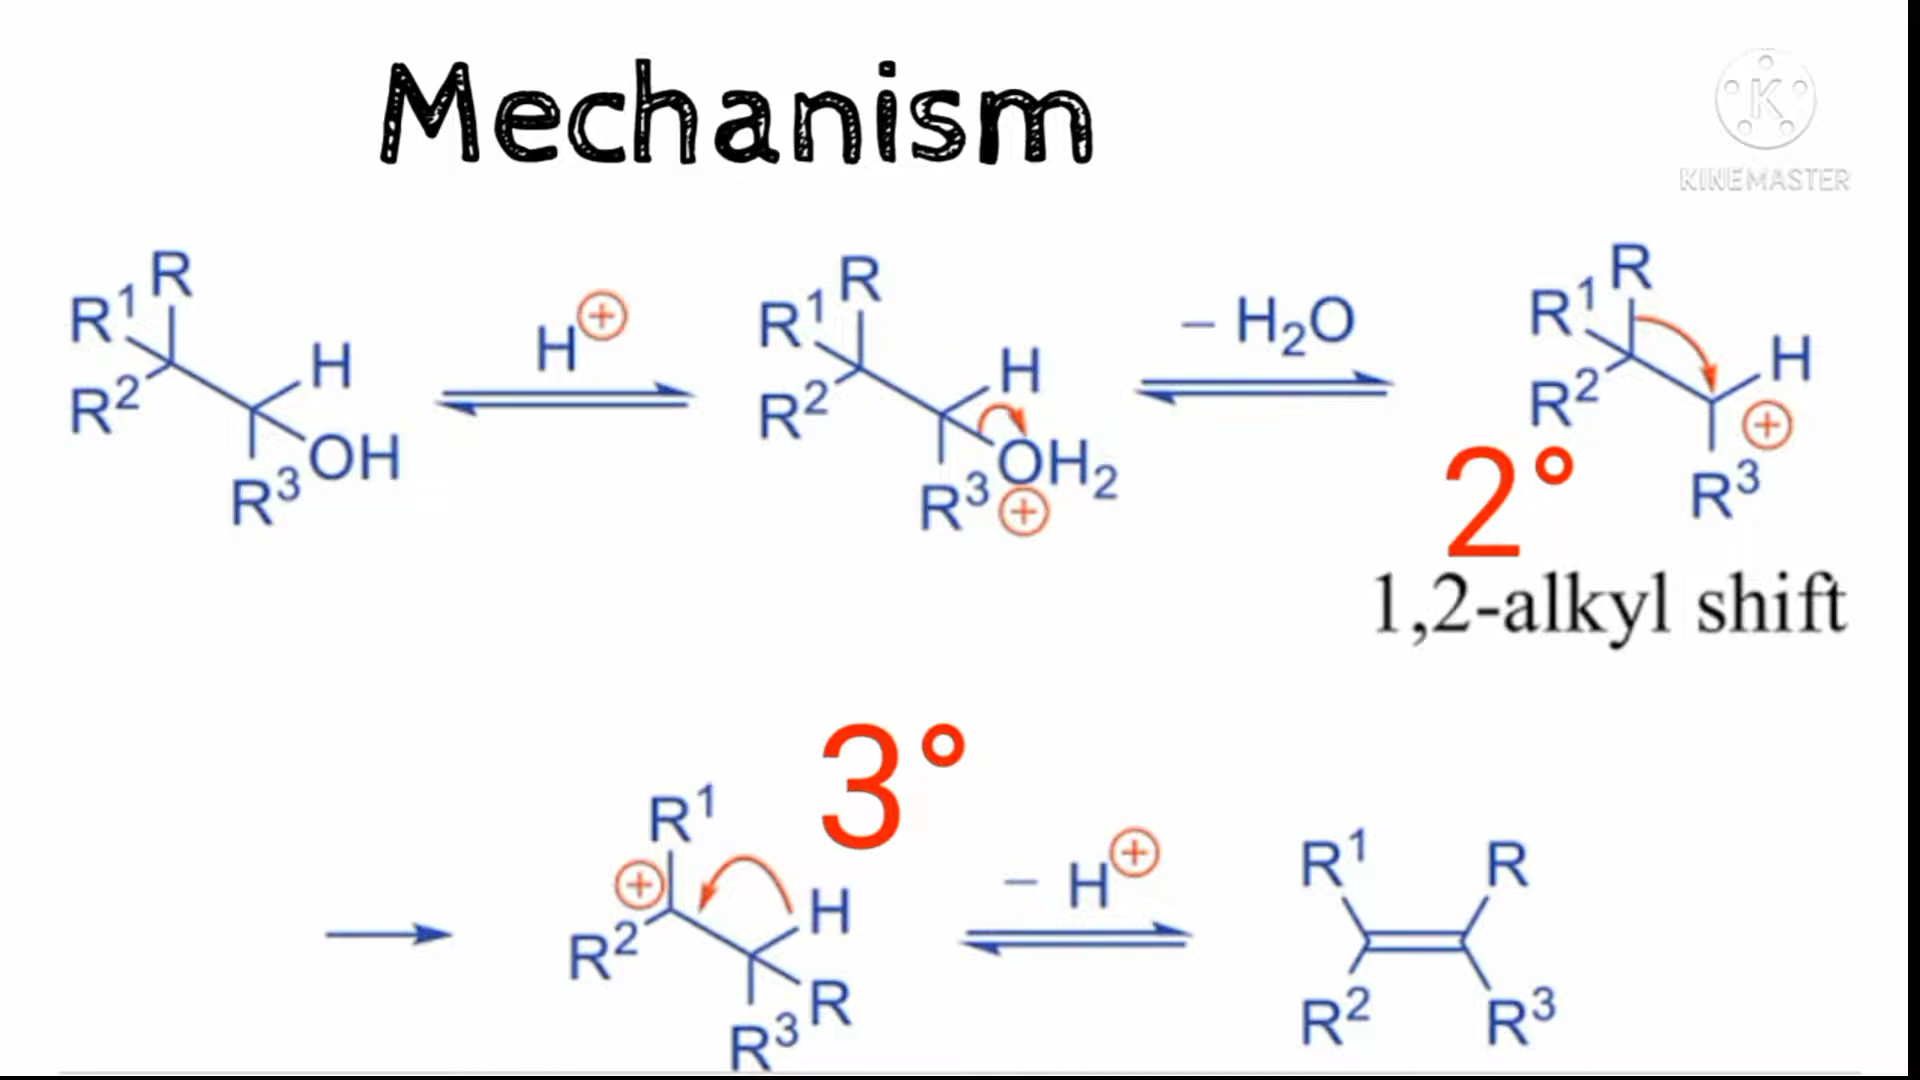 Mechanism
K
KINEMASTER
R
R¹
R²
H
OH
R³
H⊕
R
R¹
R²
H
OH₂
R³
⊕
– H₂O
R
R¹
R²
H
⊕
R³
2°
1,2-alkyl shift
3°
R¹
⊕
R²
H
R
R³
– H⊕
R¹
R
R²
R³